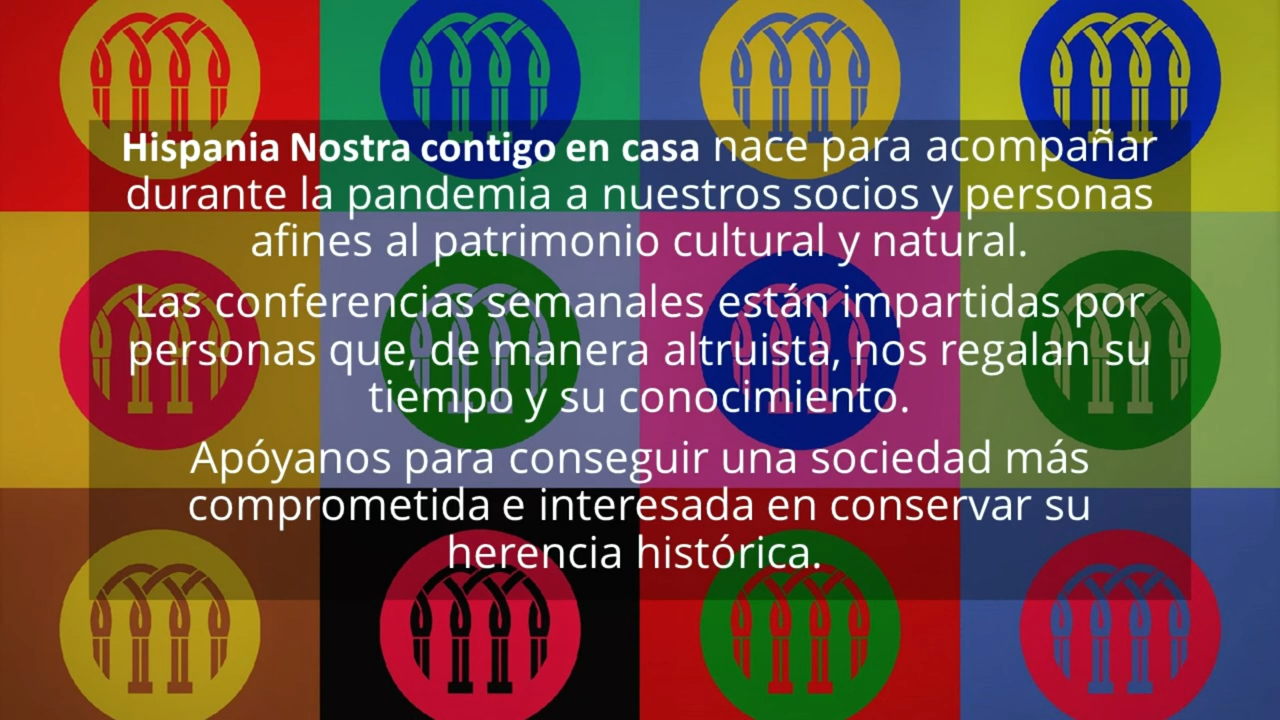 Hispania Nostra contigo en casa nace para acompañar
durante la pandemia a nuestros socios y personas
afines al patrimonio cultural y natural.
Las conferencias semanales están impartidas por
personas que, de manera altruista, nos regalan su
tiempo y su conocimiento.
Apóyanos para conseguir una sociedad más
comprometida e interesada en conservar su
herencia histórica.